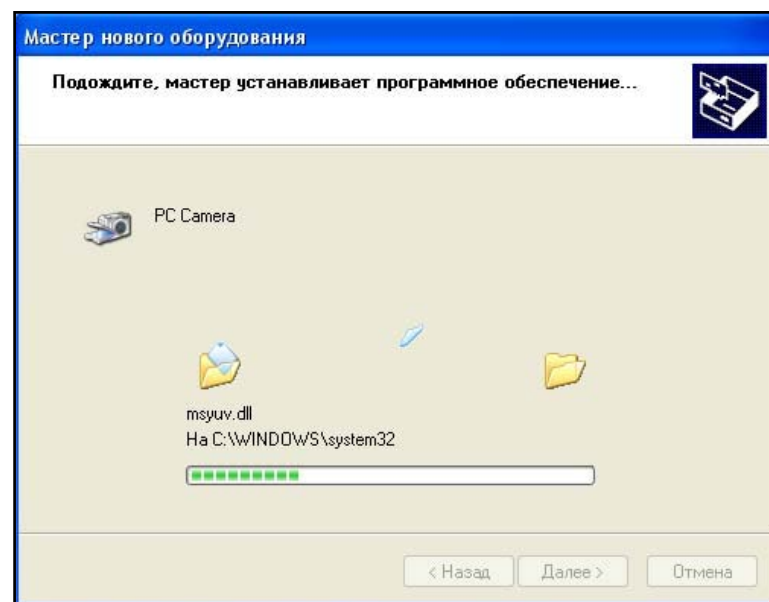 Мастер нового оборудования
Подождите, мастер устанавливает программное обеспечение...
PC Camera
msyuv.dll
На C:\WINDOWS\system32
< Назад
Далее >
Отмена